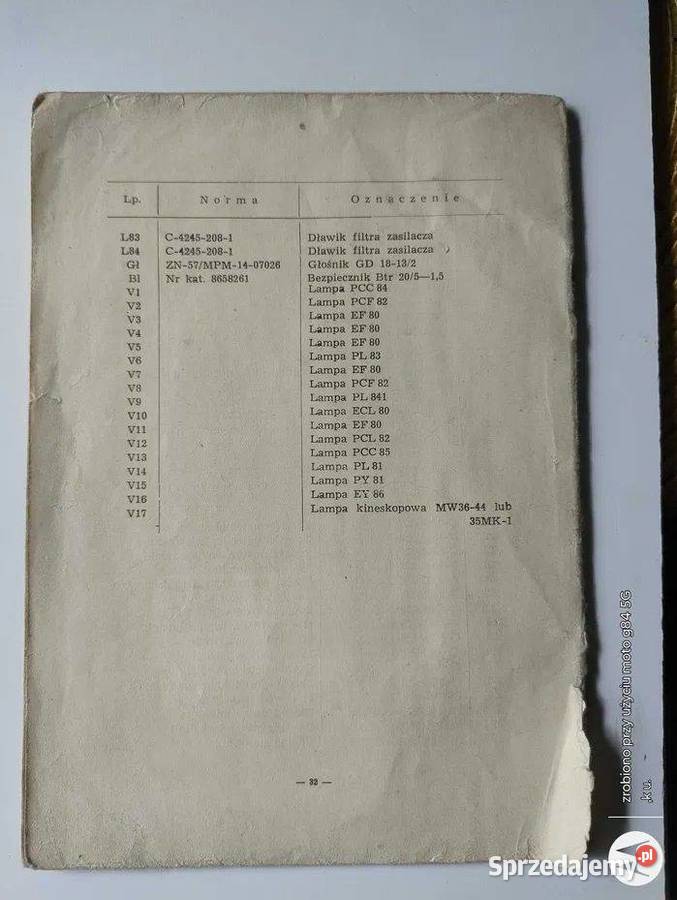 Lp. Norma Oznaczenie
L83 C-4245-208-1 Dławik filtra zasilacza
L84 C-4245-208-1 Dławik filtra zasilacza
Gł ZN-57/MPM-14-07026 Głośnik GD 18-13/2
Bl Nr kat. 8658261 Bezpiecznik Btr 20/5—1,5
V1 Lampa PCC 84
V2 Lampa PCF 82
V3 Lampa EF 80
V4 Lampa EF 80
V5 Lampa EF 80
V6 Lampa PL 83
V7 Lampa EF 80
V8 Lampa PCF 82
V9 Lampa PL 841
V10 Lampa ECL 80
V11 Lampa EF 80
V12 Lampa PCL 82
V13 Lampa PCC 85
V14 Lampa PL 81
V15 Lampa PY 81
V16 Lampa EY 86
V17 Lampa kineskopowa MW36-44 lub
35MK-1
— 32 —
zrobiono przy użyciu moto g84 5G
Sprzedajemy.pl